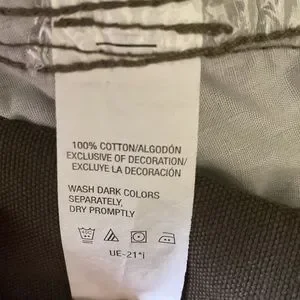 100% COTTON/ALGODÓN
EXCLUSIVE OF DECORATION/
EXCLUYE LA DECORACIÓN
WASH DARK COLORS
SEPARATELY,
DRY PROMPTLY
UE-21*i